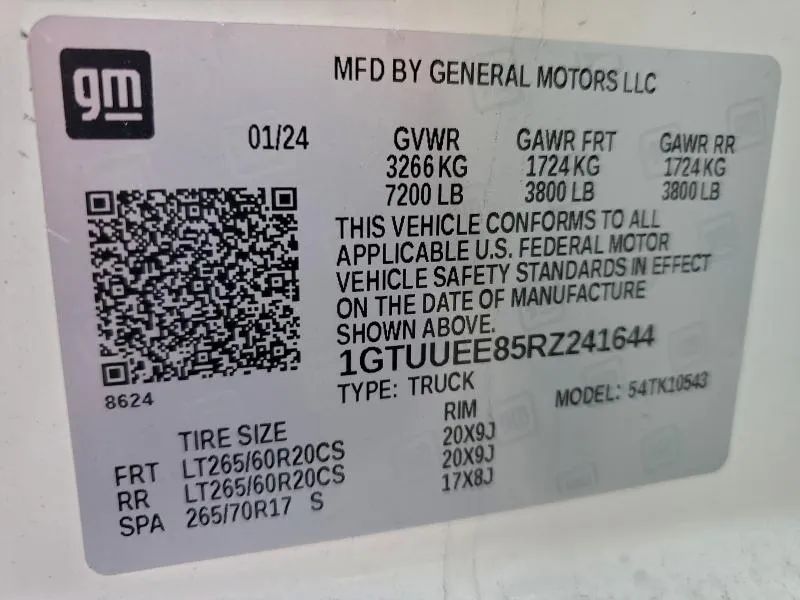 gm
MFD BY GENERAL MOTORS LLC
01/24 GVWR GAWR FRT GAWR RR
3266 KG 1724 KG 1724 KG
7200 LB 3800 LB 3800 LB
THIS VEHICLE CONFORMS TO ALL
APPLICABLE U.S. FEDERAL MOTOR
VEHICLE SAFETY STANDARDS IN EFFECT
ON THE DATE OF MANUFACTURE
SHOWN ABOVE.
1GTUUEE85RZ241644
8624
TYPE: TRUCK MODEL: 54TK10543
TIRE SIZE RIM
FRT LT265/60R20CS 20X9J
RR LT265/60R20CS 20X9J
SPA 265/70R17 S 17X8J